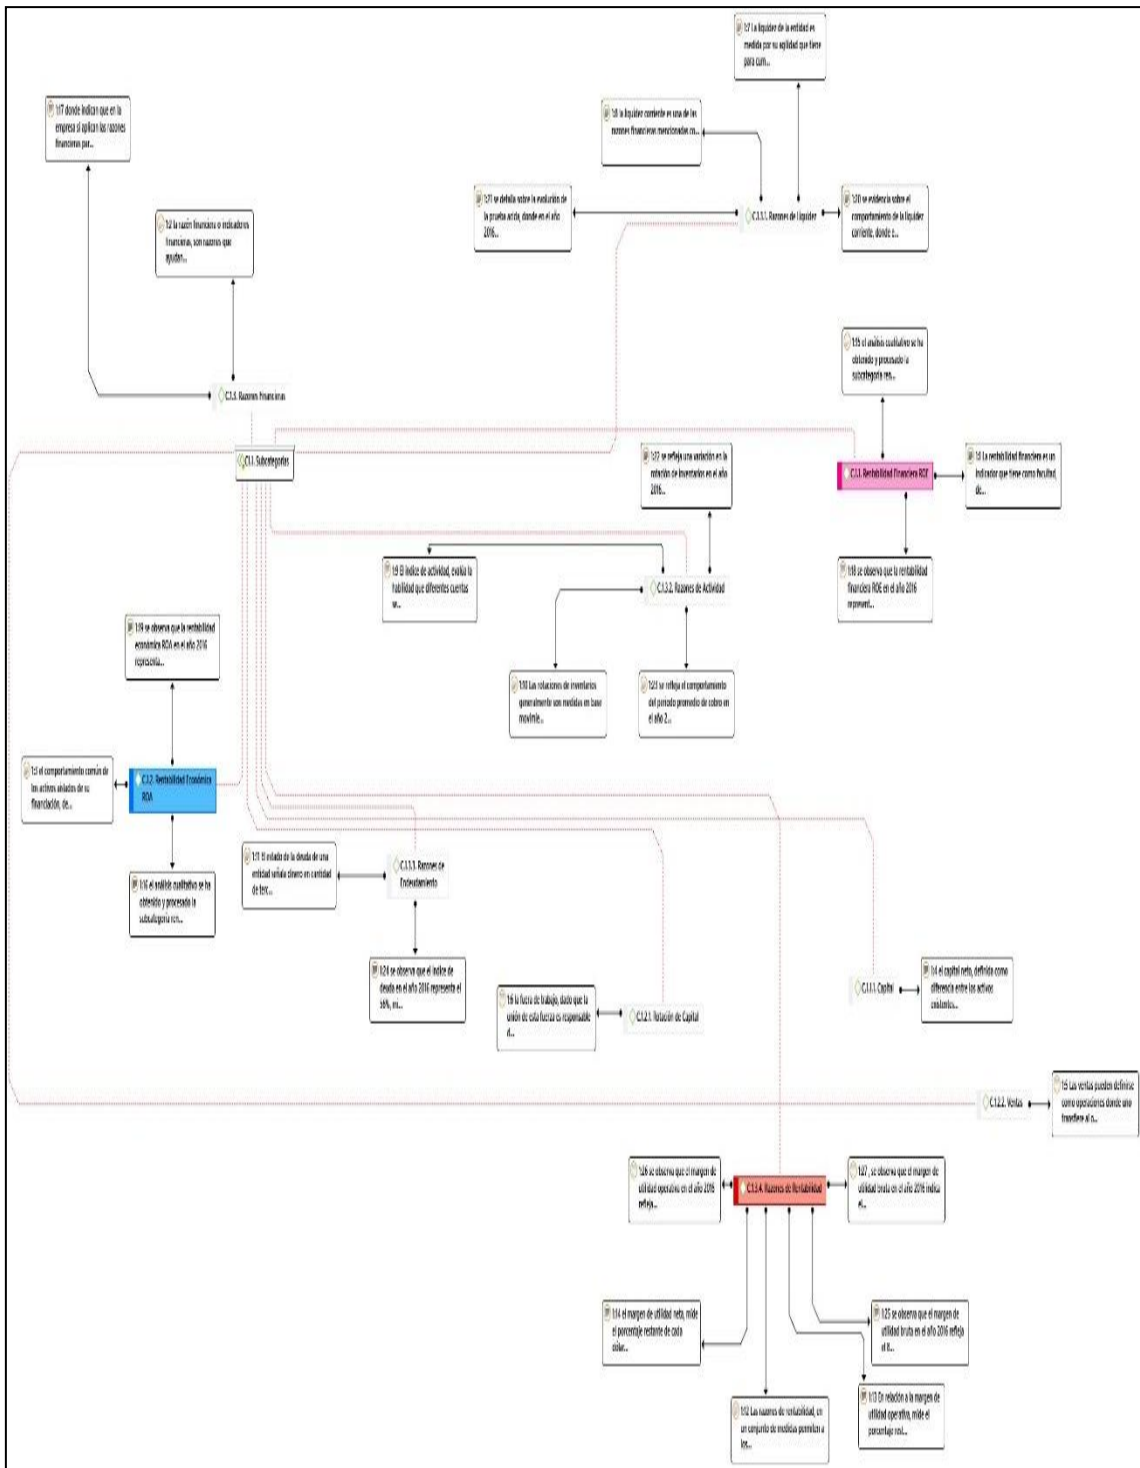 1:7 La liquidez de la entidad es
medida por su agilidad que tiene
para cum...
1:17 donde indican que en la
empresa si aplican las razones
financieras par...
1:8 la liquidez corriente es una de las
razones financieras mencionadas co...
1:21 se detalla sobre la evolución de
la prueba acida, donde en el año
2016...
C.1.3.1. Razones de Liquidez
1:20 se evidencia sobre el
comportamiento de la liquidez
corriente, donde e...
1:2 la razón financiera o indicadores
financieros, son razones que
ayudan...
1:15 el análisis cualitativo se ha
obtenido y procesado la
subcategoría ren...
C.1.3. Razones Financieras
C1.1. Subcategorías
1:22 se refleja una variación en la
rotación de inventarios en el año
2016...
C.1.1. Rentabilidad Financiera ROE
La rentabilidad financiera es un
indicador que tiene como facultad,
de...
1:9 El índice de actividad, evalúa la
habilidad que diferentes cuentas
se...
C.1.3.2. Razones de Actividad
1:18 se observa que la rentabilidad
financiera ROE en el año 2016
represent...
1:19 se observa que la rentabilidad
económica ROA en el año 2016
representa...
1:10 Las rotaciones de inventarios
generalmente son medidas en base
movimie...
1:23 se refleja el comportamiento
del periodo promedio de cobro en
el año 2...
1:3 el comportamiento común de
los activos aislados de su
financiación, de...
C.1.2. Rentabilidad Económica
ROA
1:11 El estado de la deuda de una
entidad señala dinero en cantidad
de terc...
C.1.3.3. Razones de
Endeudamiento
1:16 el análisis cualitativo se ha
obtenido y procesado la
subcategoría ren...
1:24 se observa que el índice de
deuda en el año 2016 representa el
56%, mi...
1:6 la fuera de trabajo, dado que la
unión de esta fuerza es responsable
d...
C.1.2.1. Rotación de Capital
C.1.1.1. Capital
1:4 el capital neto, definida como
diferencia entre los activos
existentes...
C.1.2.2. Ventas
1:5 Las ventas pueden definirse
como operaciones donde uno
transfiere al o...
1:26 se observa que el margen de
utilidad operativa en el año 2016
refleja...
C.1.3.4. Razones de Rentabilidad
1:27 , se observa que el margen de
utilidad bruta en el año 2016 indica
el...
1:14 el margen de utilidad neta, mide
el porcentaje restante de cada
dólar...
1:25 se observa que el margen de
utilidad bruta en el año 2016 refleja
al 8...
1:12 Las razones de rentabilidad, en
un conjunto de medidas permiten a
los...
1:13 En relación a la margen de
utilidad operativa, mide el
porcentaje rest...